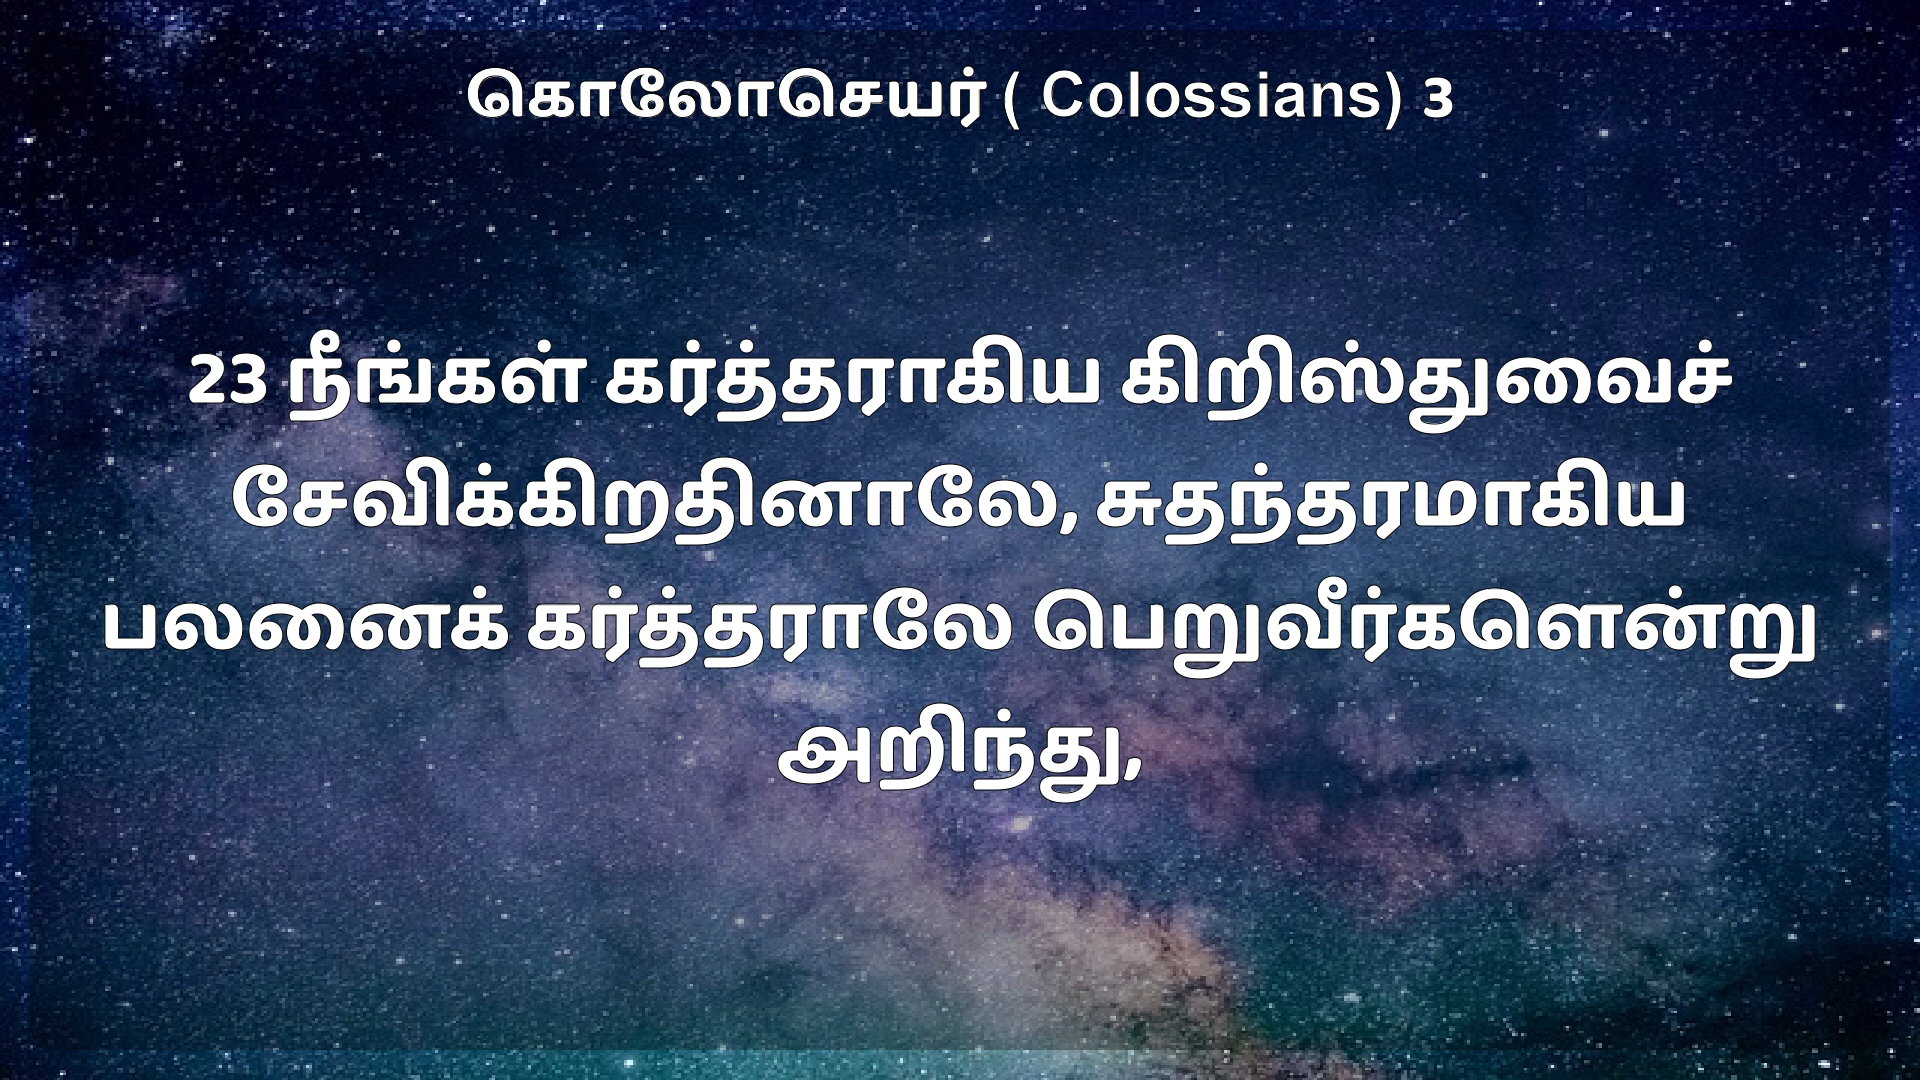 கொலோசெயர் ( Colossians) 3
23 நீங்கள் கர்த்தராகிய கிறிஸ்துவைச்
சேவிக்கிறதினாலே, சுதந்தரமாகிய
பலனைக் கர்த்தராலே பெறுவீர்களென்று
அறிந்து,